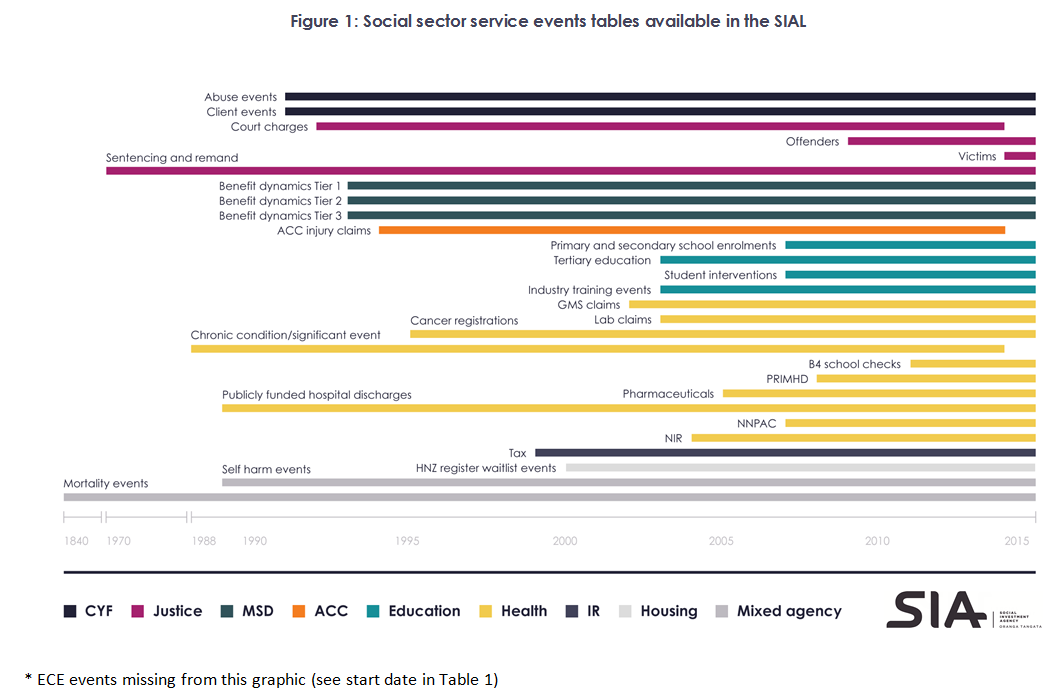 Figure 1: Social sector service events tables available in the SIAL
Abuse events
Client events
Court charges
Offenders
Sentencing and remand
Victims
Benefit dynamics Tier 1
Benefit dynamics Tier 2
Benefit dynamics Tier 3
ACC injury claims
Primary and secondary school enrolments
Tertiary education
Student interventions
Industry training events
GMS claims
Cancer registrations
Lab claims
Chronic condition/significant event
B4 school checks
PRIMHD
Publicly funded hospital discharges
Pharmaceuticals
NNPAC
NIR
Tax
Self harm events
HNZ register waitlist events
Mortality events
1840 1970 1988 1990 1995 2000 2005 2010 2015
CYF Justice MSD ACC Education Health IR Housing Mixed agency
SIA
SOCIAL
INVESTMENT
AGENCY
ORANGA TANGATA
* ECE events missing from this graphic (see start date in Table 1)